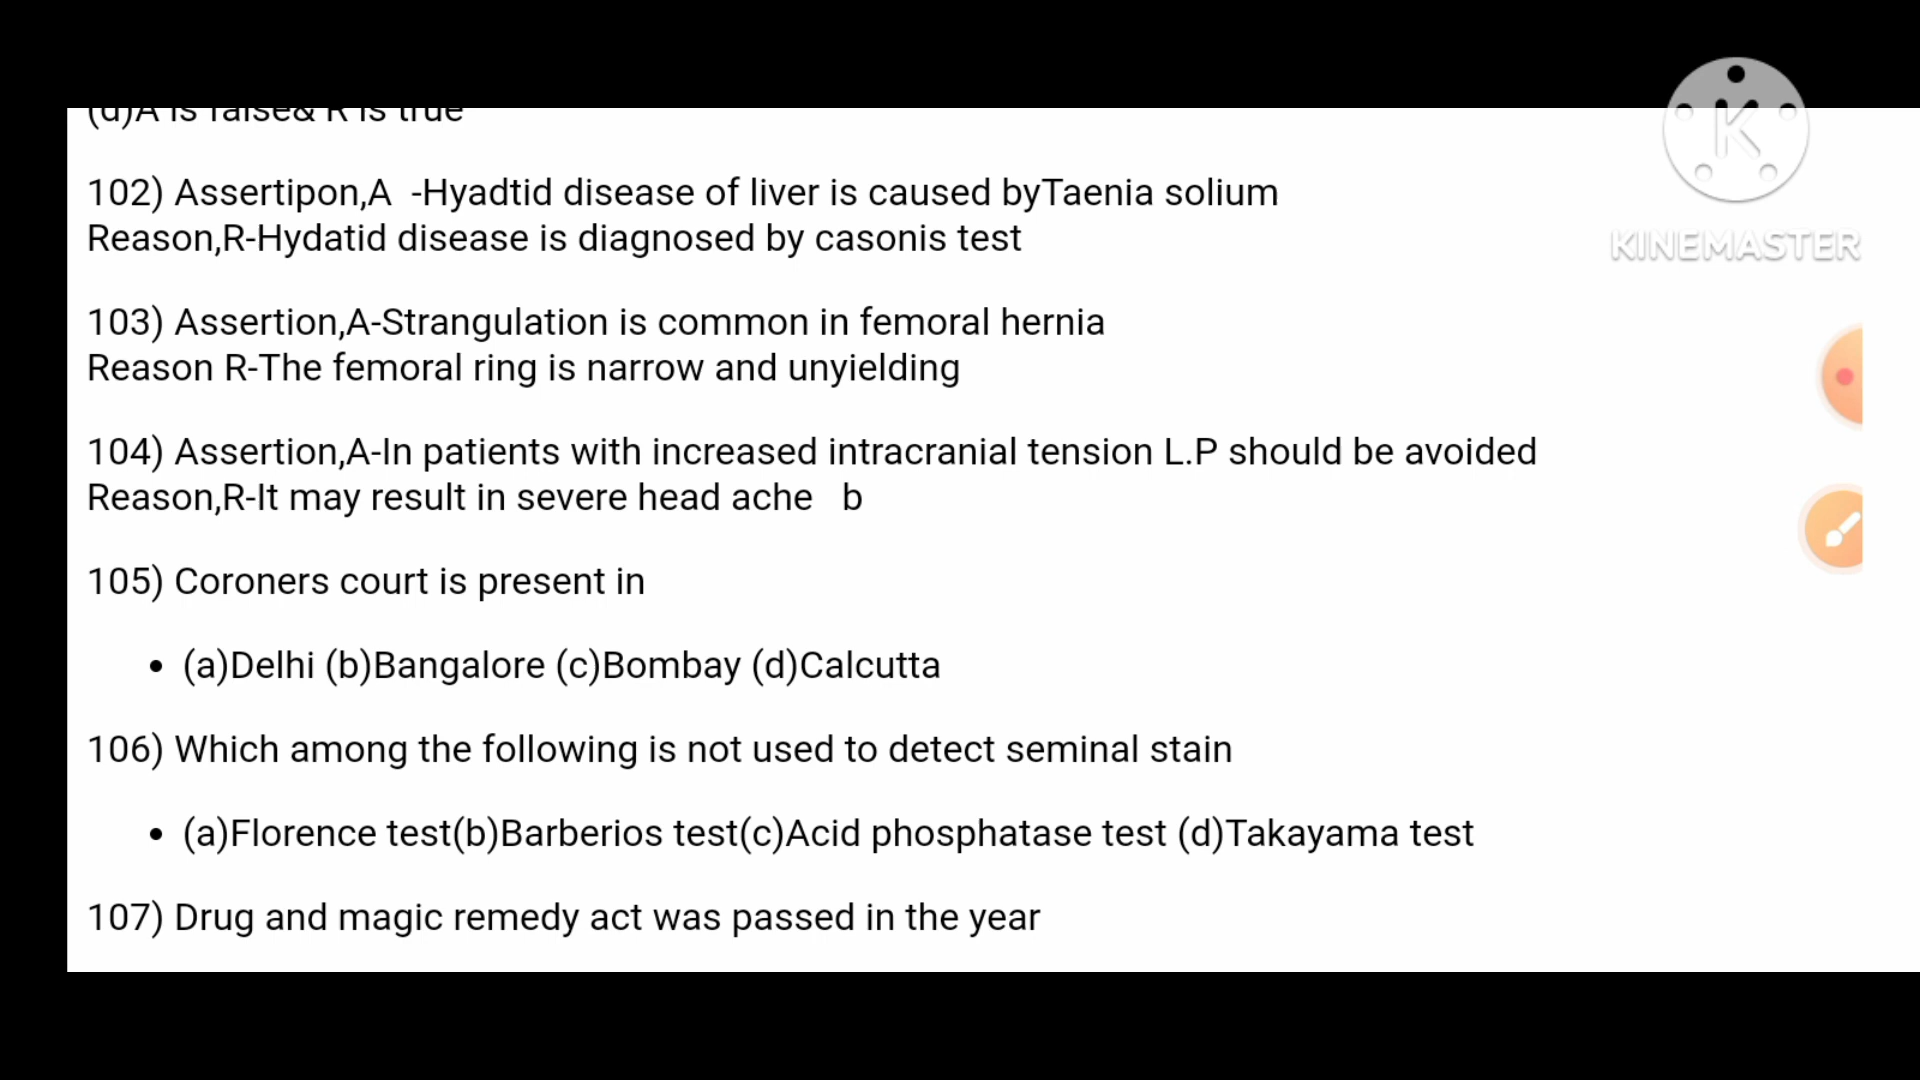 (d)A is false& R is true
102) Assertipon,A -Hyadtid disease of liver is caused byTaenia solium
Reason,R-Hydatid disease is diagnosed by casonis test
103) Assertion,A-Strangulation is common in femoral hernia
Reason R-The femoral ring is narrow and unyielding
104) Assertion,A-In patients with increased intracranial tension L.P should be avoided
Reason,R-It may result in severe head ache b
105) Coroners court is present in
• (a)Delhi (b)Bangalore (c)Bombay (d)Calcutta
106) Which among the following is not used to detect seminal stain
• (a)Florence test(b)Barberios test(c)Acid phosphatase test (d)Takayama test
107) Drug and magic remedy act was passed in the year
K
KINEMASTER